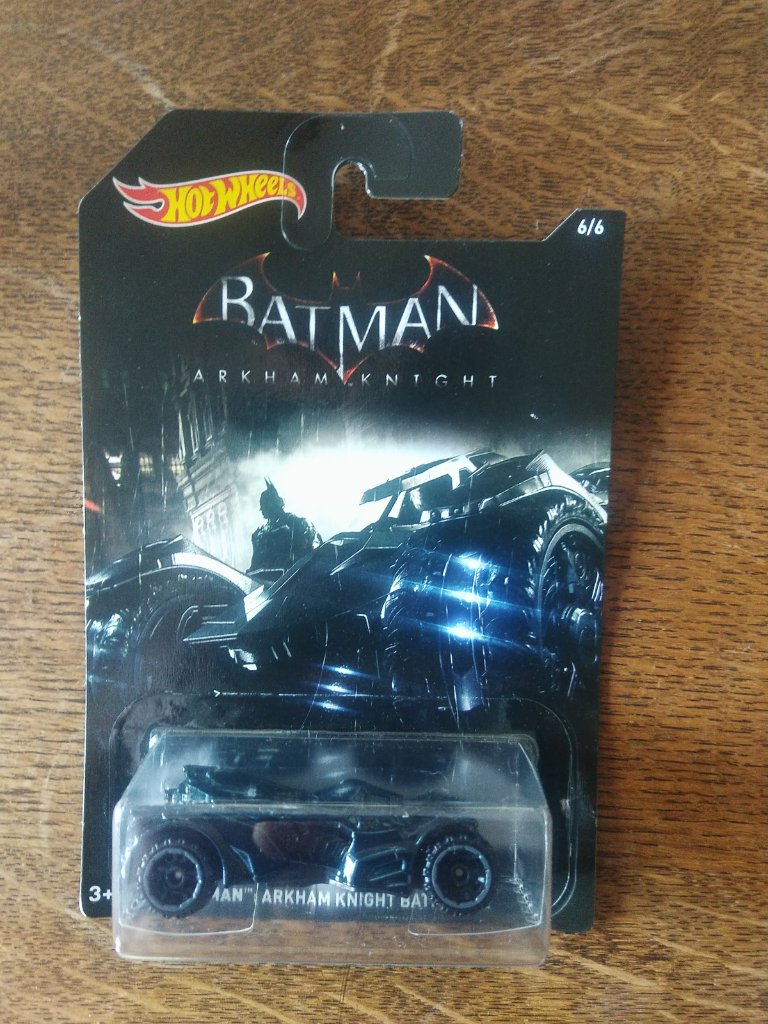 HOT WHEELS
6/6
BATMAN
ARKHAM KNIGHT
3+
MAN™ ARKHAM KNIGHT BAT